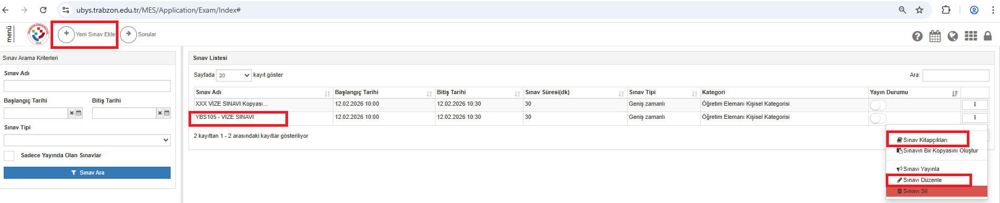 ubys.trabzon.edu.tr/MES/Application/Exam/Index#
menü
Yeni Sınav Ekle
Sorular
Sınav Arama Kriterleri
Sınav Adı
Başlangıç Tarihi Bitiş Tarihi
Sınav Tipi
Sadece Yayında Olan Sınavlar
Sınav Ara
Sınav Listesi
Sayfada 20 kayıt göster Ara:
Sınav Adı Başlangıç Tarihi Bitiş Tarihi Sınav Süresi(dk) Sınav Tipi Kategori Yayın Durumu
XXX VİZE SINAVI Kopyası... 12.02.2026 10:00 12.02.2026 10:30 30 Geniş zamanlı Öğretim Elemanı Kişisel Kategorisi
YBS105 - VİZE SINAVI 12.02.2026 10:00 12.02.2026 10:30 30 Geniş zamanlı Öğretim Elemanı Kişisel Kategorisi
2 kayıttan 1 - 2 arasındaki kayıtlar gösteriliyor
Sınav Kitapçıkları
Sınavın Bir Kopyasını Oluştur
Sınavı Yayınla
Sınavı Düzenle
Sınavı Sil